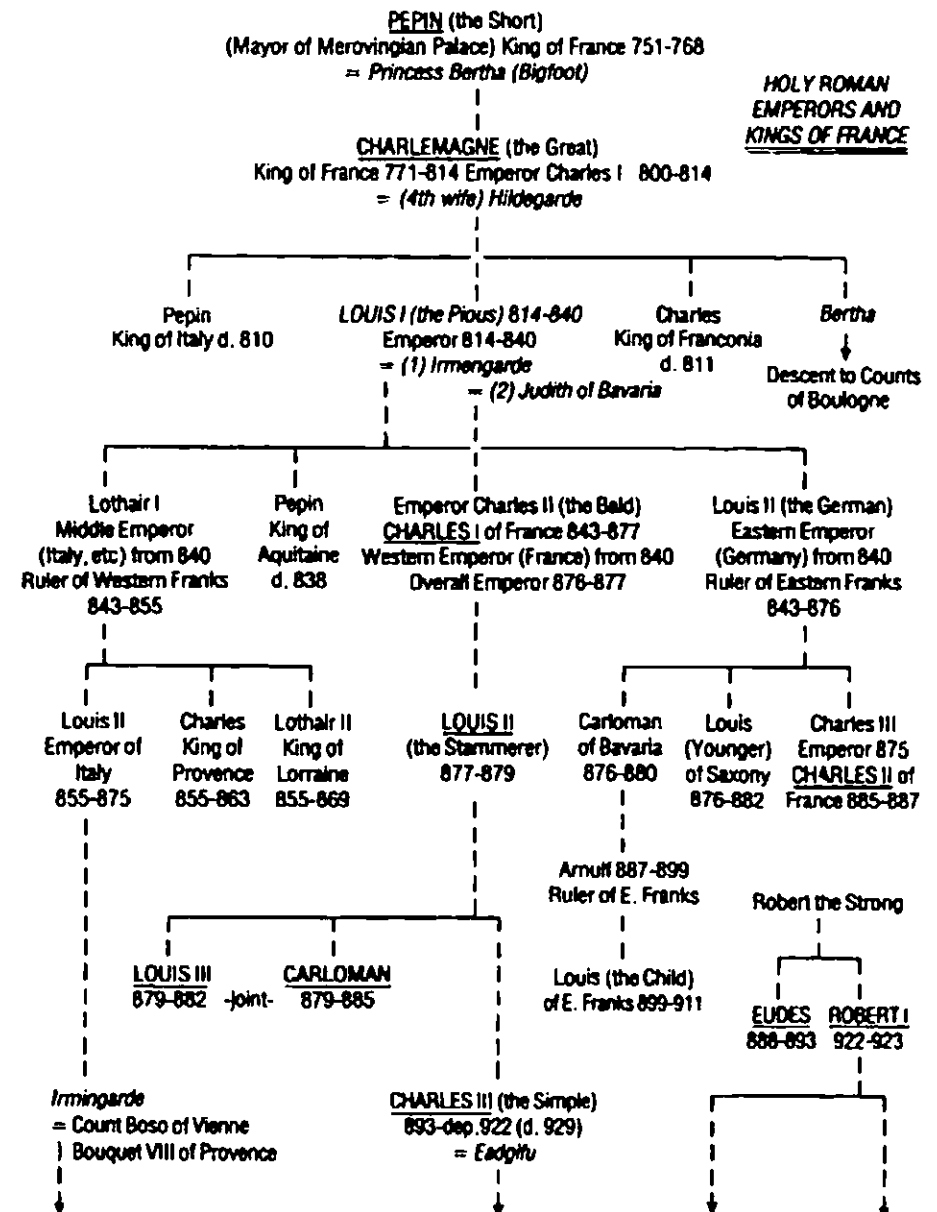 PEPIN (the Short)
(Mayor of Merovingian Palace) King of France 751-768
= Princess Bertha (Bigfoot)
HOLY ROMAN
EMPERORS AND
KINGS OF FRANCE
CHARLEMAGNE (the Great)
King of France 771-814 Emperor Charles I 800-814
= (4th wife) Hildegarde
Pepin
King of Italy d. 810
LOUIS I (the Pious) 814-840
Emperor 814-840
= (1) Irmengarde
= (2) Judith of Bavaria
Charles
King of Franconia
d. 811
Bertha
Descent to Counts
of Boulogne
Lothair I
Middle Emperor
(Italy, etc) from 840
Ruler of Western Franks
843-855
Pepin
King of
Aquitaine
d. 838
Emperor Charles II (the Bald)
CHARLES I of France 843-877
Western Emperor (France) from 840
Overall Emperor 876-877
Louis II (the German)
Eastern Emperor
(Germany) from 840
Ruler of Eastern Franks
843-876
Louis II
Emperor of
Italy
855-875
Charles
King of
Provence
855-863
Lothair II
King of
Lorraine
855-869
LOUIS II
(the Stammerer)
877-879
Carloman
of Bavaria
876-880
Louis
(Younger)
of Saxony
876-882
Charles III
Emperor 875
CHARLES II of
France 885-887
Arnulf 887-899
Ruler of E. Franks
Robert the Strong
LOUIS III
879-882
-joint-
CARLOMAN
879-885
Louis (the Child)
of E. Franks 899-911
EUDES
888-893
ROBERT I
922-923
Irmingarde
= Count Boso of Vienne
Bouquet VIII of Provence
CHARLES III (the Simple)
893-dep.922 (d. 929)
= Eadgifu